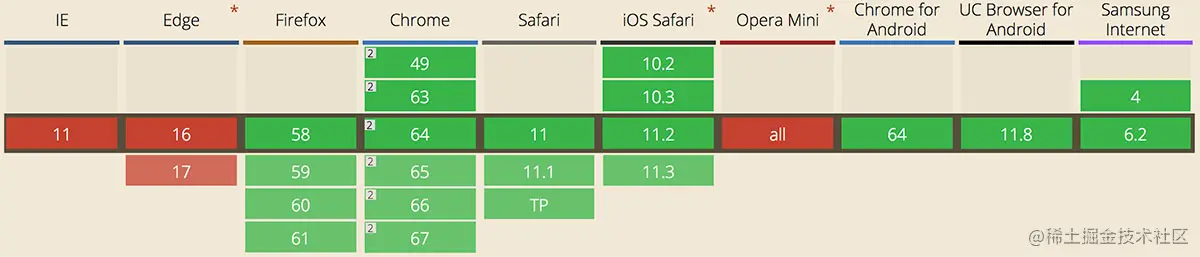 IE Edge * Firefox Chrome Safari iOS Safari * Opera Mini * Chrome for Android UC Browser for Android Samsung Internet
2 49 10.2
2 63 10.3 4
11 16 58 2 64 11 11.2 all 64 11.8 6.2
17 59 2 65 11.1 11.3
60 2 66 TP
61 2 67
@稀土掘金技术社区